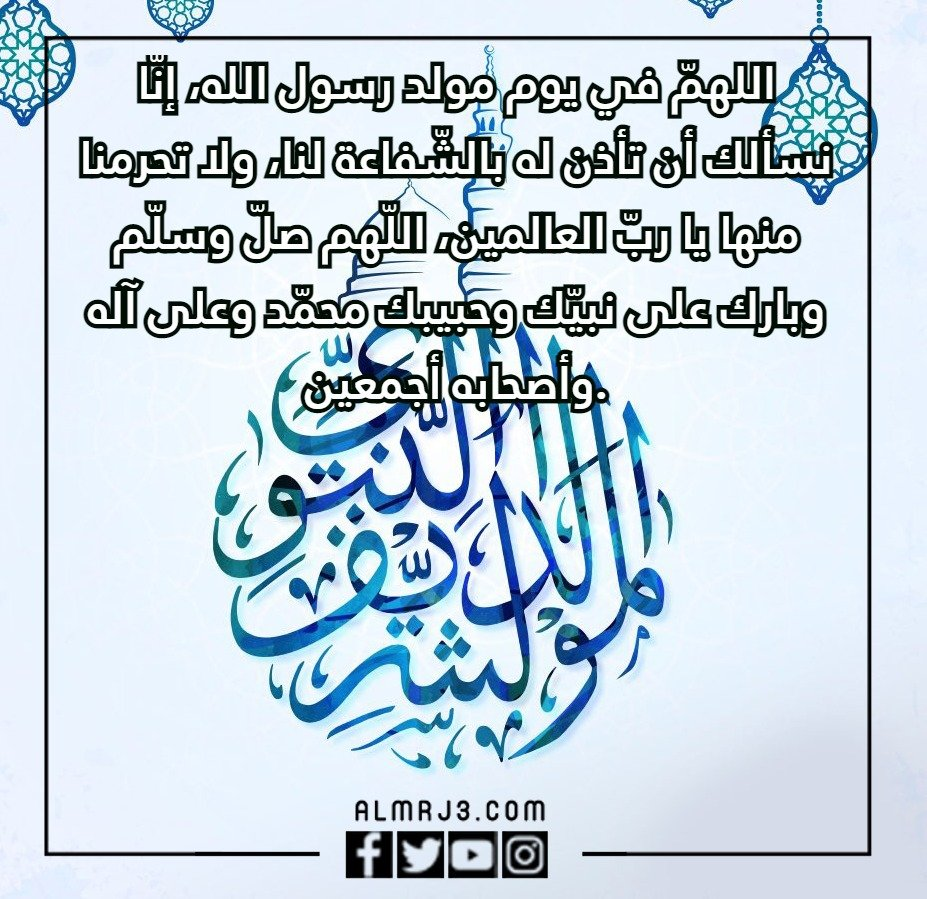 اللهمّ في يوم مولد رسول الله، إنّا
نسألك أن تأذن له بالشّفاعة لنا، ولا تحرمنا
منها يا ربّ العالمين، اللّهم صلّ وسلّم
وبارك على نبيّك وحبيبك محمّد وعلى آله
وأصحابه أجمعين.
المولد النبوي الشريف
ALMRJ3.COM